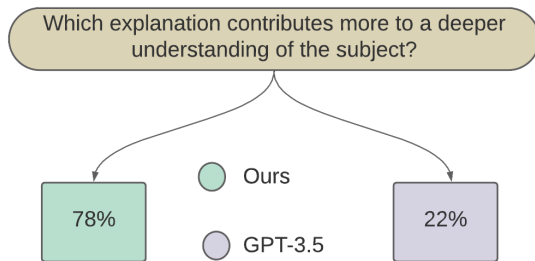 Which explanation contributes more to a deeper
understanding of the subject?
78%
Ours
22%
GPT-3.5